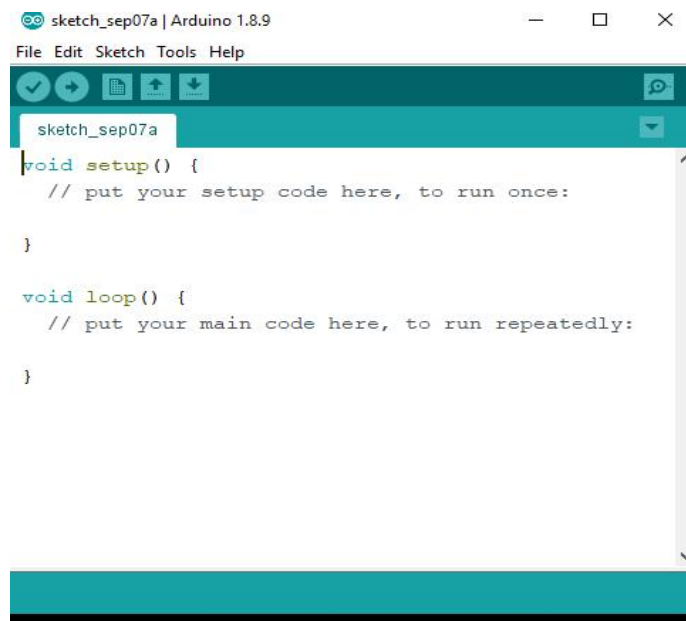 sketch_sep07a | Arduino 1.8.9
File Edit Sketch Tools Help
sketch_sep07a
void setup() {
  // put your setup code here, to run once:
}
void loop() {
  // put your main code here, to run repeatedly:
}